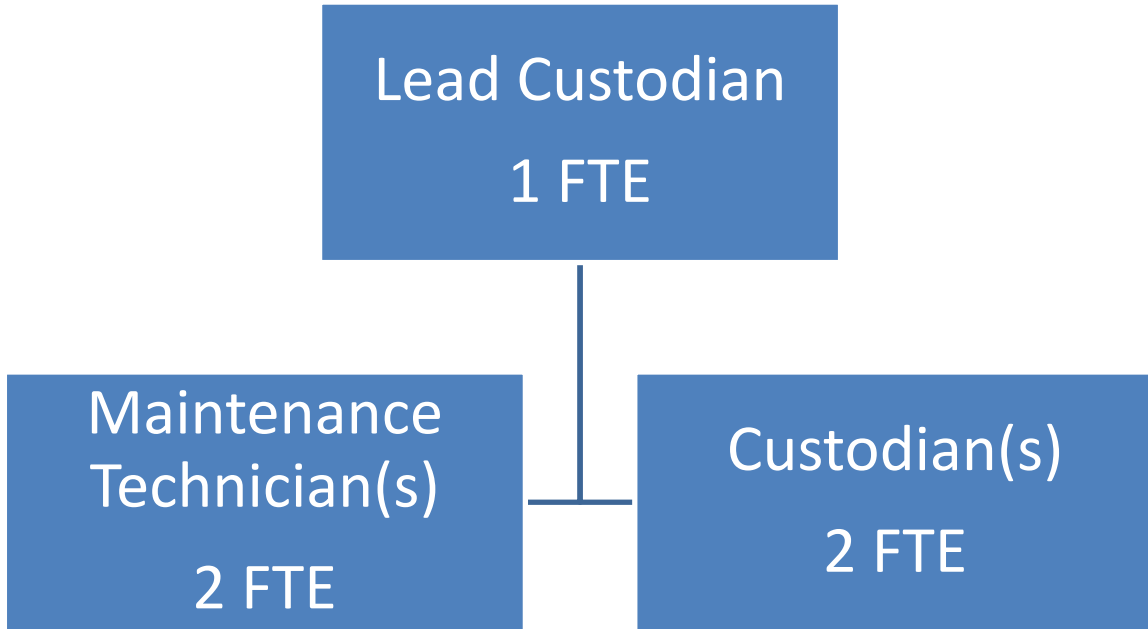 Lead Custodian
1 FTE
Maintenance
Technician(s)
2 FTE
Custodian(s)
2 FTE